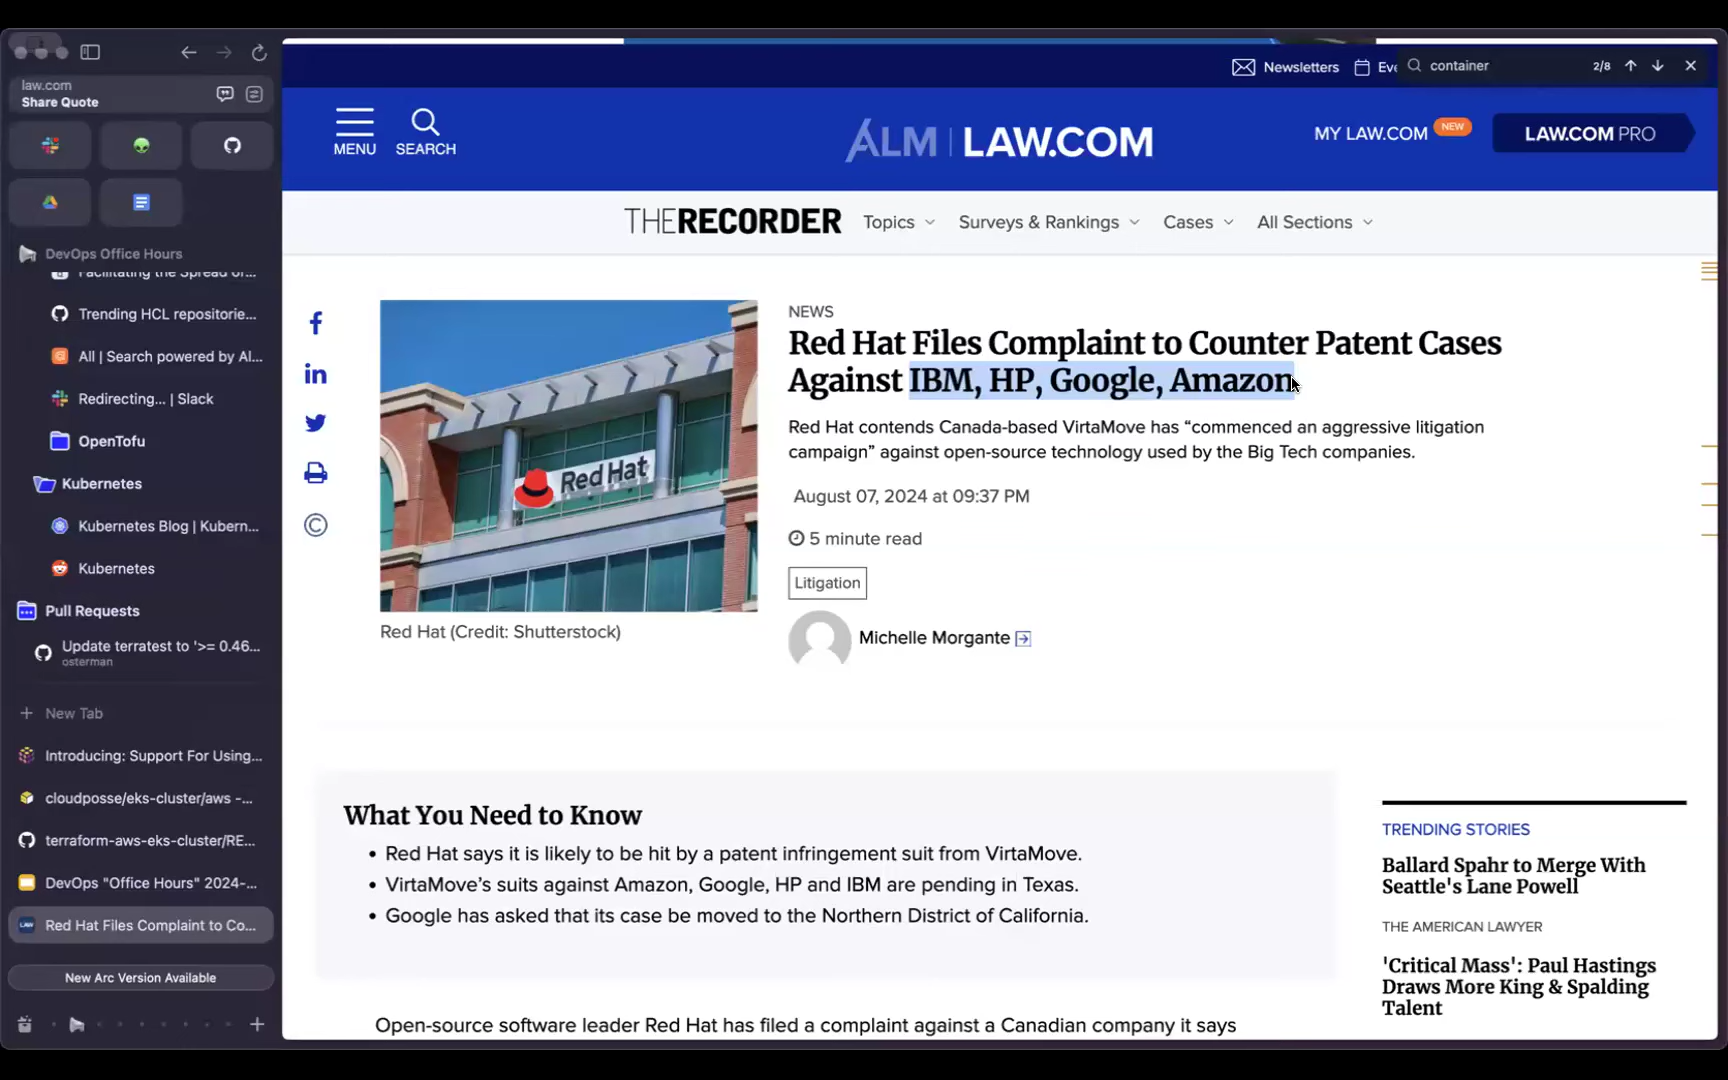 law.com
Share Quote
DevOps Office Hours
Facilitating the Spread of...
Trending HCL repositorie...
All | Search powered by Al...
Redirecting... | Slack
OpenTofu
Kubernetes
Kubernetes Blog | Kubern...
Kubernetes
Pull Requests
Update terratest to '>= 0.46...
osterman
+ New Tab
Introducing: Support For Using...
cloudposse/eks-cluster/aws -...
terraform-aws-eks-cluster/RE...
DevOps "Office Hours" 2024-...
LAW Red Hat Files Complaint to Co...
New Arc Version Available
Newsletters
Eve
container 2/8
MENU
SEARCH
ALM | LAW.COM
MY LAW.COM NEW
LAW.COM PRO
THE RECORDER
Topics
Surveys & Rankings
Cases
All Sections
Red Hat
Red Hat (Credit: Shutterstock)
NEWS
Red Hat Files Complaint to Counter Patent Cases
Against IBM, HP, Google, Amazon
Red Hat contends Canada-based VirtaMove has “commenced an aggressive litigation
campaign” against open-source technology used by the Big Tech companies.
August 07, 2024 at 09:37 PM
5 minute read
Litigation
Michelle Morgante
What You Need to Know
• Red Hat says it is likely to be hit by a patent infringement suit from VirtaMove.
• VirtaMove’s suits against Amazon, Google, HP and IBM are pending in Texas.
• Google has asked that its case be moved to the Northern District of California.
Open-source software leader Red Hat has filed a complaint against a Canadian company it says
TRENDING STORIES
Ballard Spahr to Merge With
Seattle's Lane Powell
THE AMERICAN LAWYER
'Critical Mass': Paul Hastings
Draws More King & Spalding
Talent